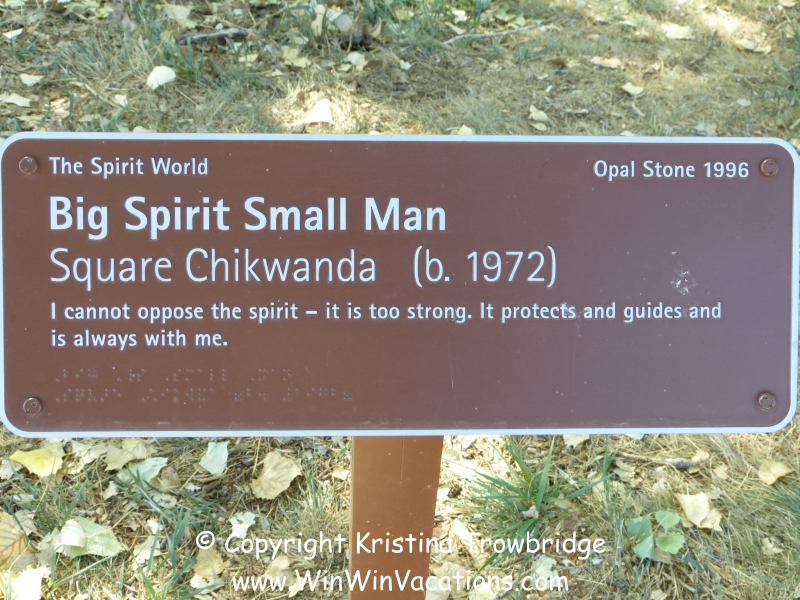 The Spirit World
Opal Stone 1996
Big Spirit Small Man
Square Chikwanda (b. 1972)
I cannot oppose the spirit – it is too strong. It protects and guides and
is always with me.
© Copyright Kristina Trowbridge
www.WinWinVacations.com